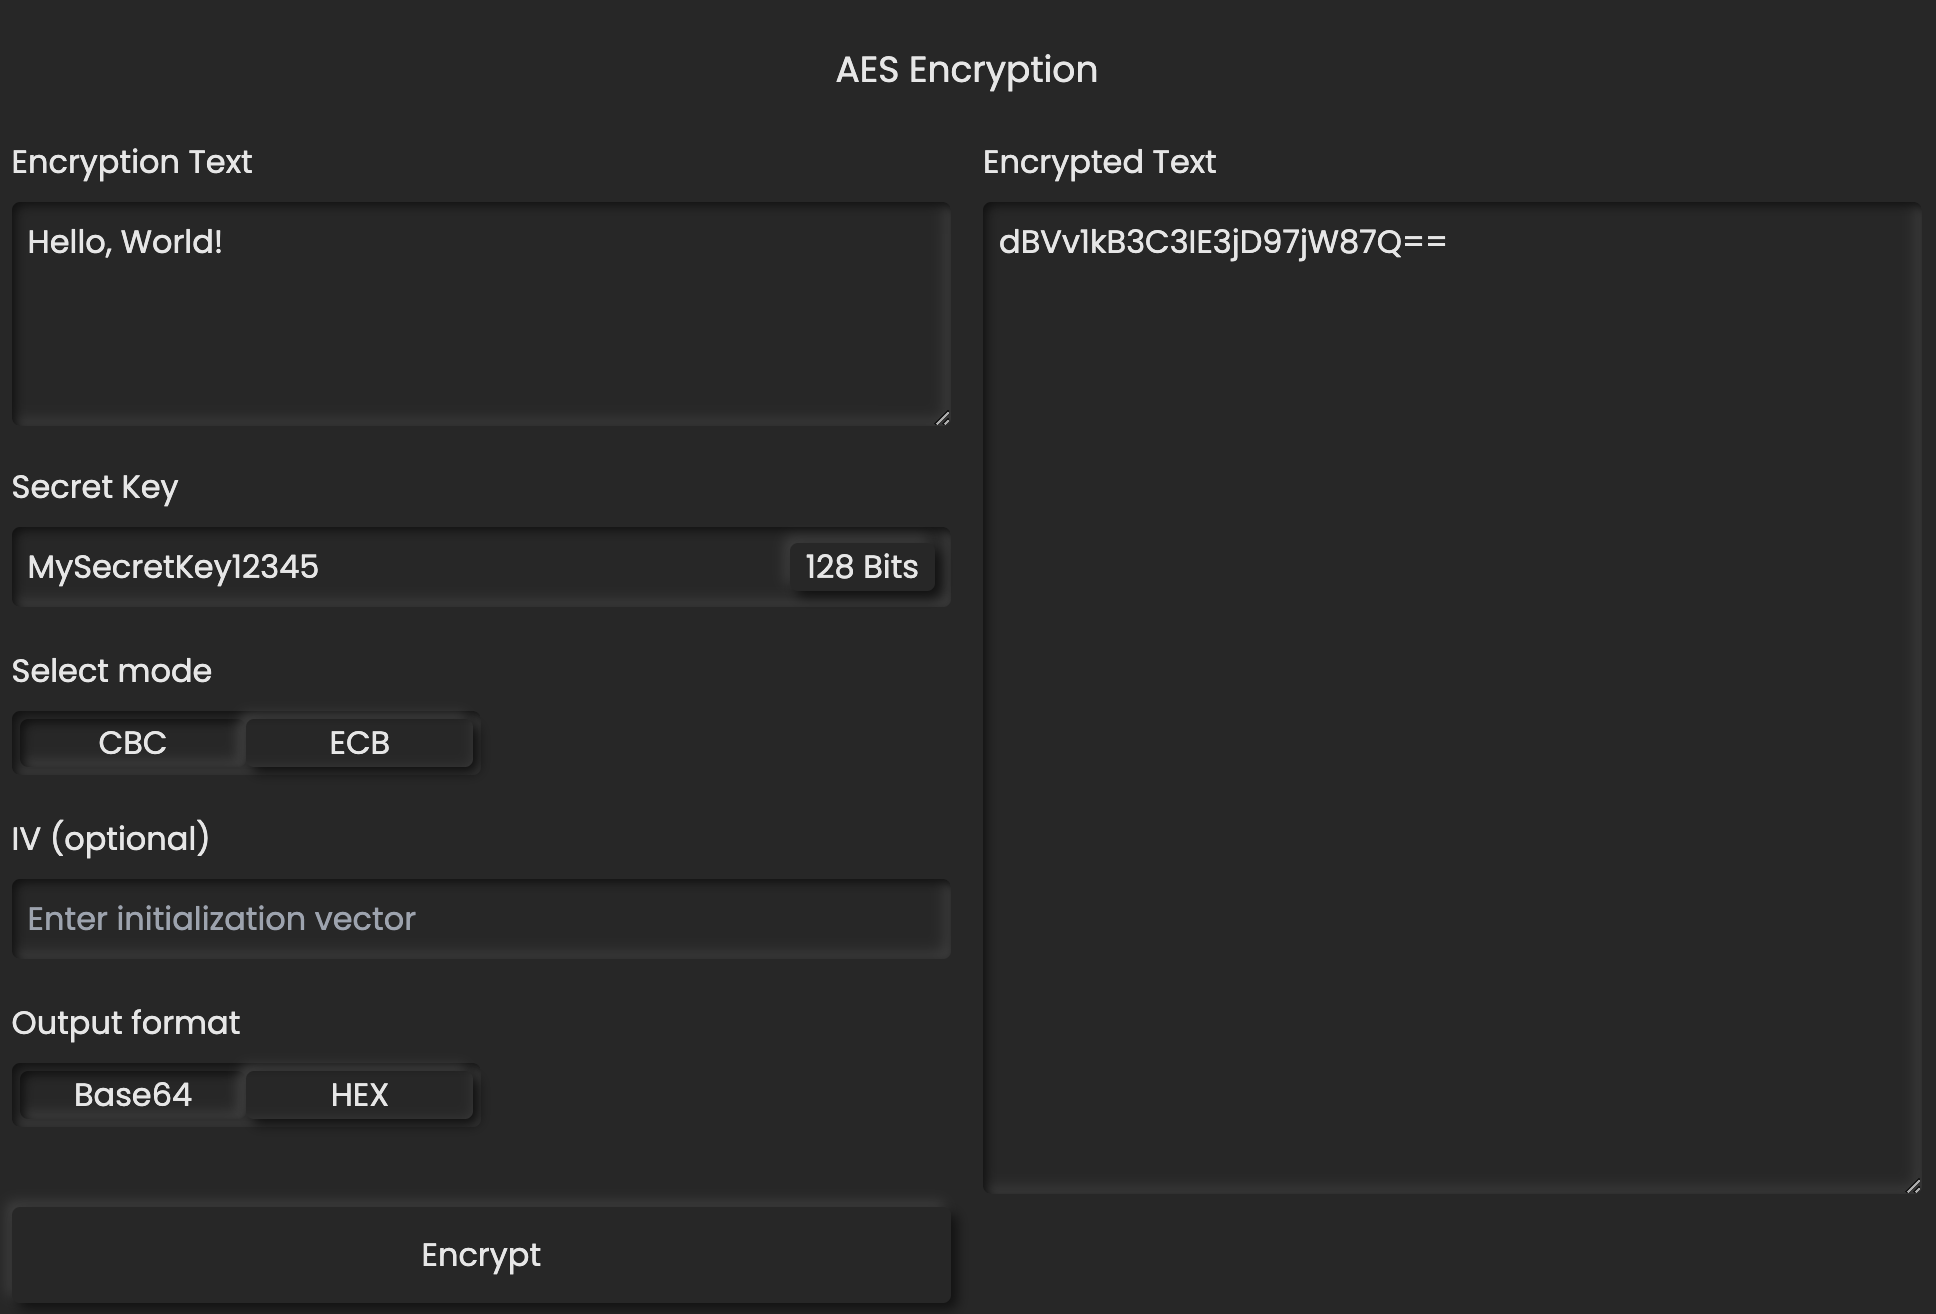 AES Encryption
Encryption Text
Hello, World!
Secret Key
MySecretKey12345
128 Bits
Select mode
CBC
ECB
IV (optional)
Enter initialization vector
Output format
Base64
HEX
Encrypt
Encrypted Text
dBVv1kB3C3IE3jD97jW87Q==